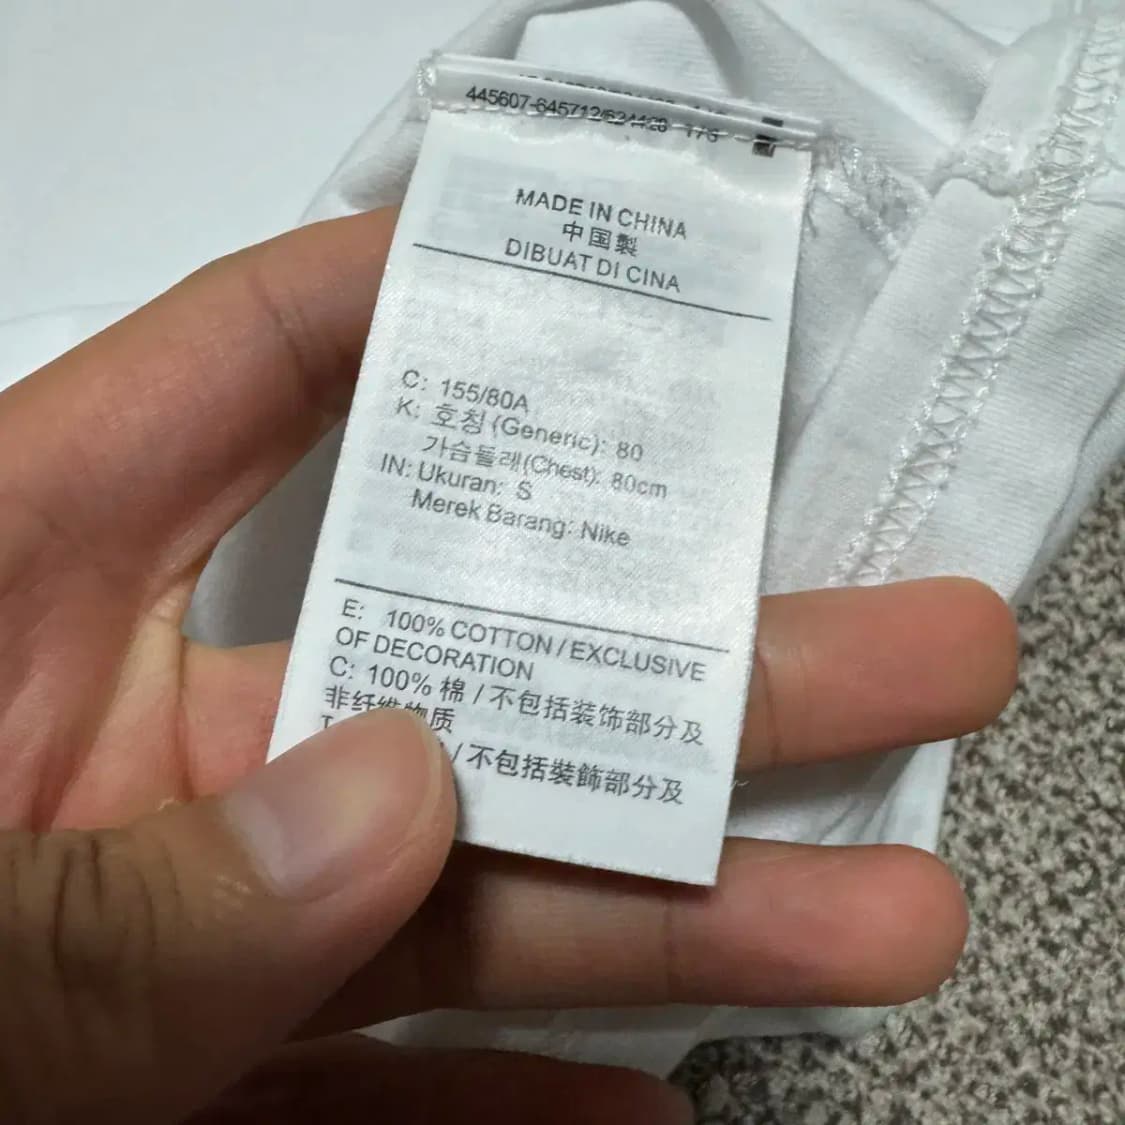 445607-645712/624428 176
MADE IN CHINA
中国製
DIBUAT DI CINA
C: 155/80A
K: 호칭 (Generic): 80
가슴둘레(Chest): 80cm
IN: Ukuran: S
Merek Barang: Nike
E: 100% COTTON / EXCLUSIVE
OF DECORATION
C: 100% 棉 / 不包括装饰部分及
非纤维物质
/ 不包括裝飾部分及